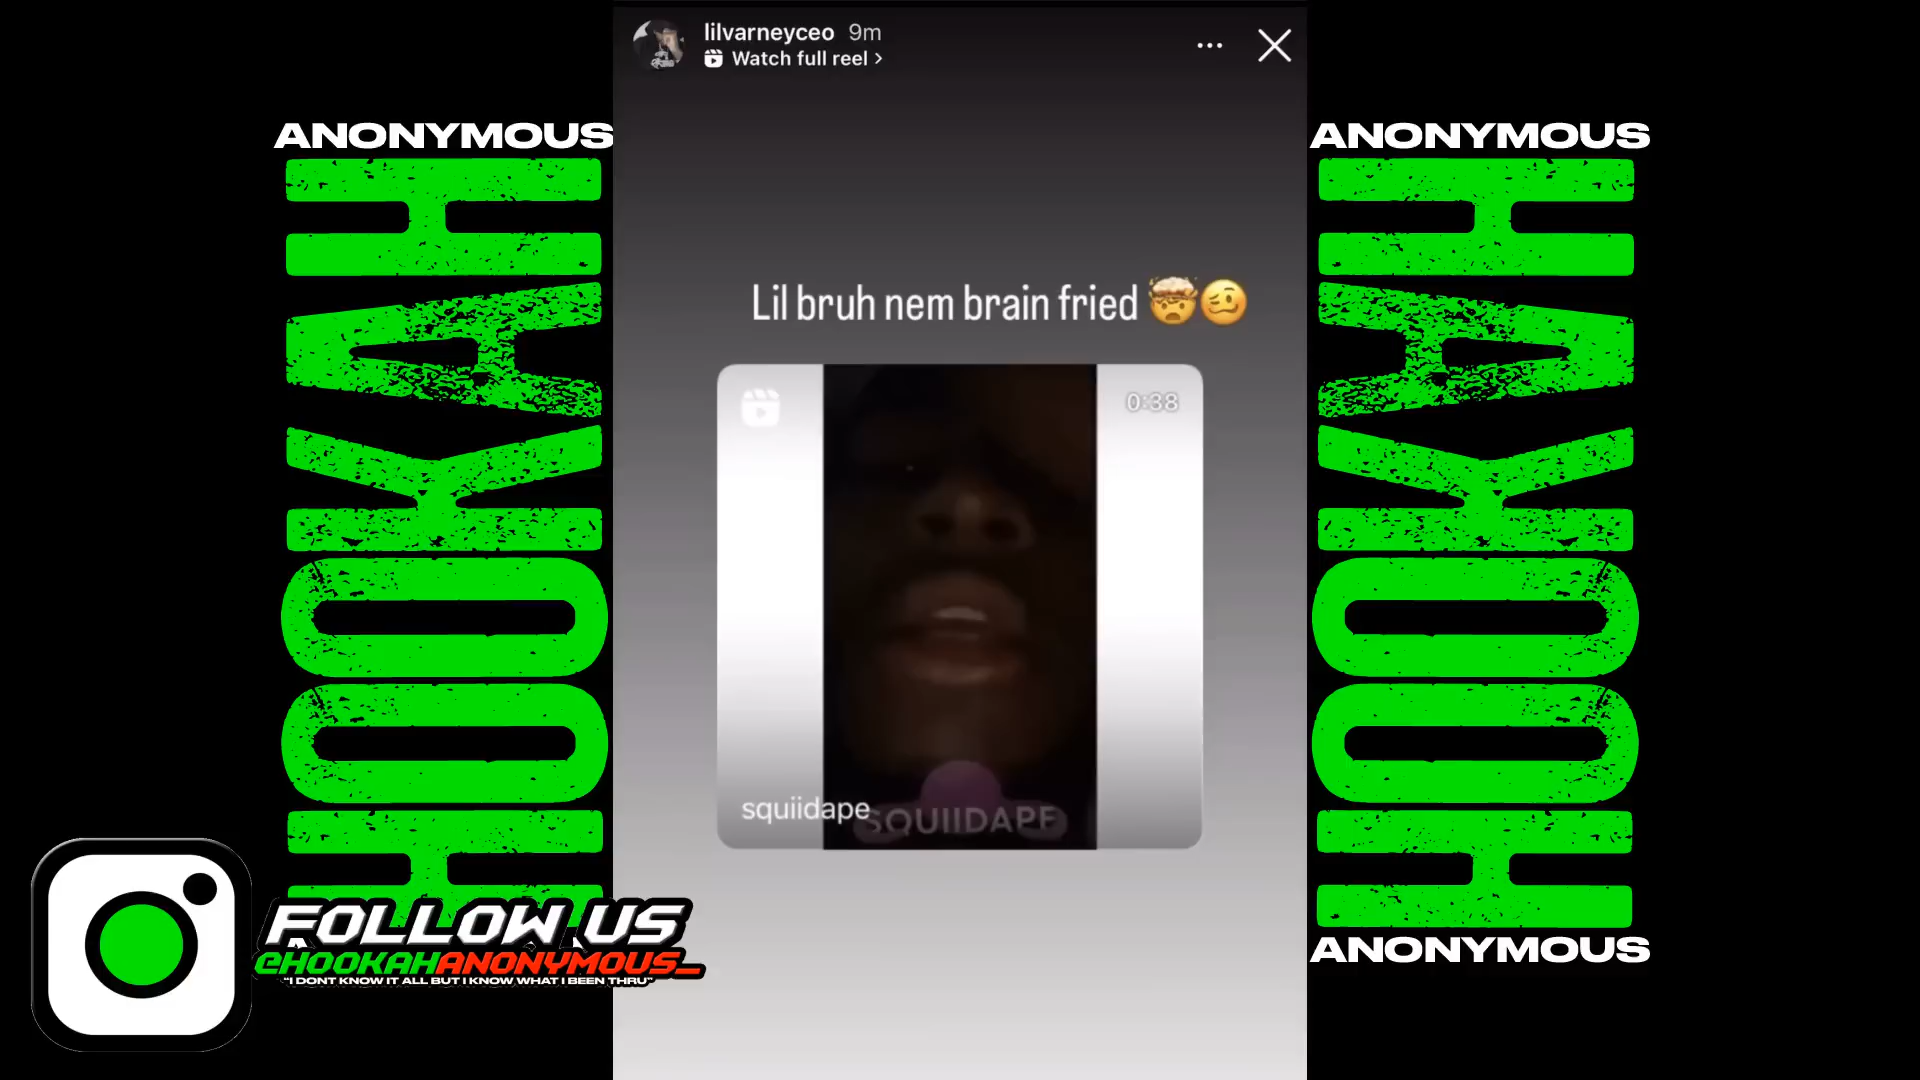 lilvarneyceo 9m
Watch full reel >
ANONYMOUS
HOOKAH
ANONYMOUS
HOOKAH
ANONYMOUS
Lil bruh nem brain fried 🤯🥴
0:38
squiidape
SQUIIDAPE
FOLLOW US
@HOOKAHANONYMOUS_
"I DONT KNOW IT ALL BUT I KNOW WHAT I BEEN THRU"